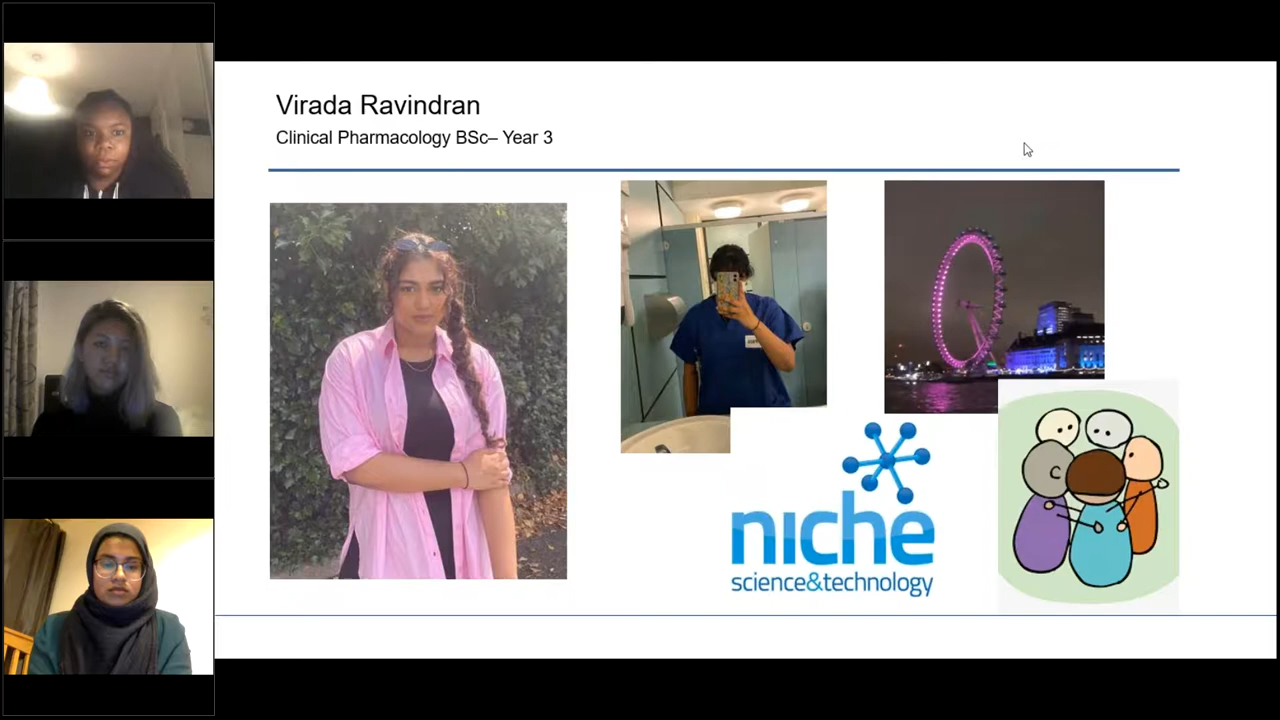 Virada Ravindran
Clinical Pharmacology BSc– Year 3
niche
science&technology